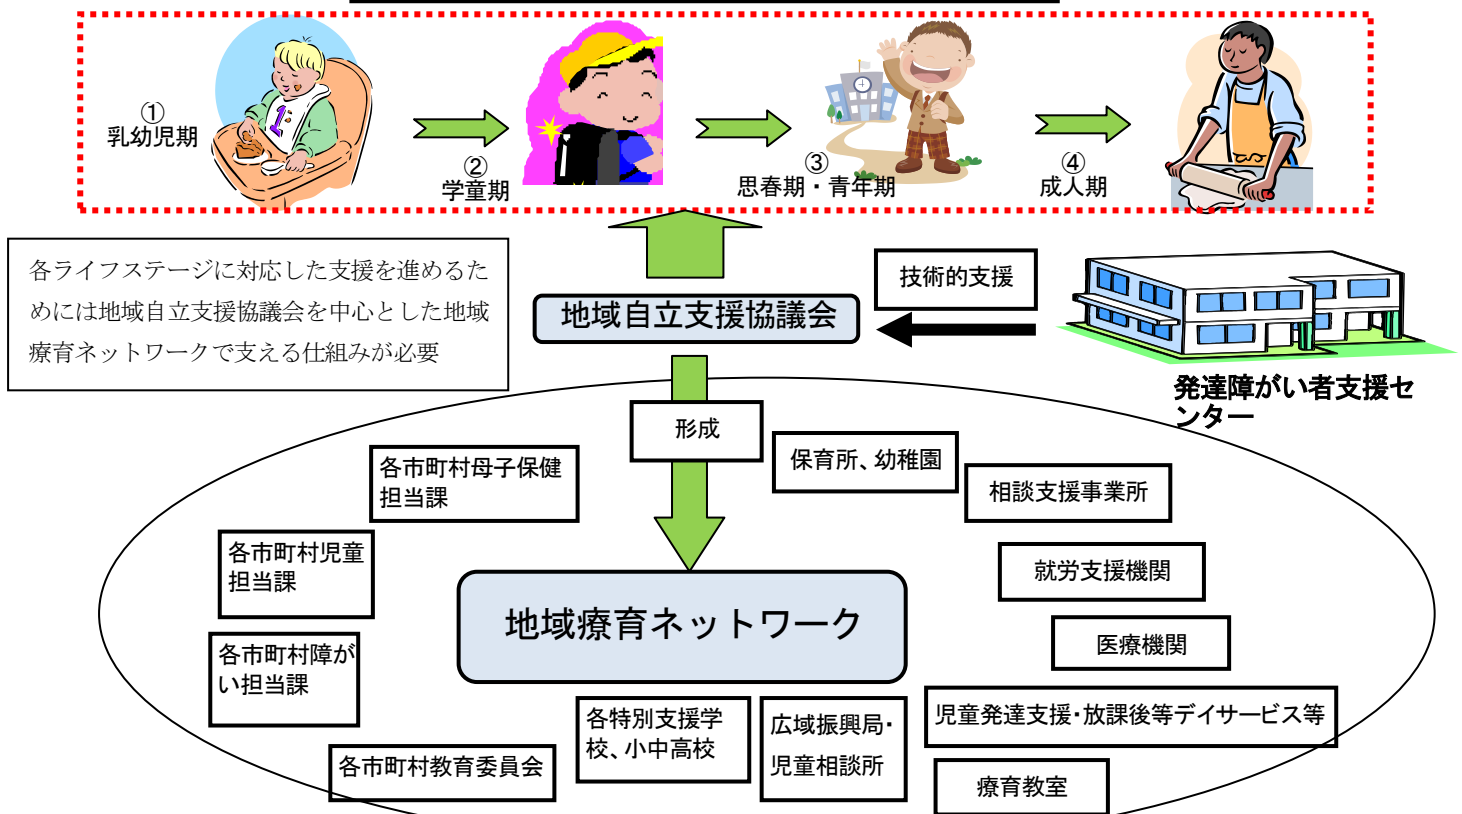 ①
乳幼児期
②
学童期
③
思春期・青年期
④
成人期
各ライフステージに対応した支援を進めるた
めには地域自立支援協議会を中心とした地域
療育ネットワークで支える仕組みが必要
地域自立支援協議会
技術的支援
発達障がい者支援セ
ンター
形成
各市町村母子保健
担当課
保育所、幼稚園
相談支援事業所
各市町村児童
担当課
就労支援機関
地域療育ネットワーク
各市町村障が
い担当課
医療機関
各特別支援学
校、小中高校
広域振興局・
児童相談所
児童発達支援・放課後等デイサービス等
各市町村教育委員会
療育教室